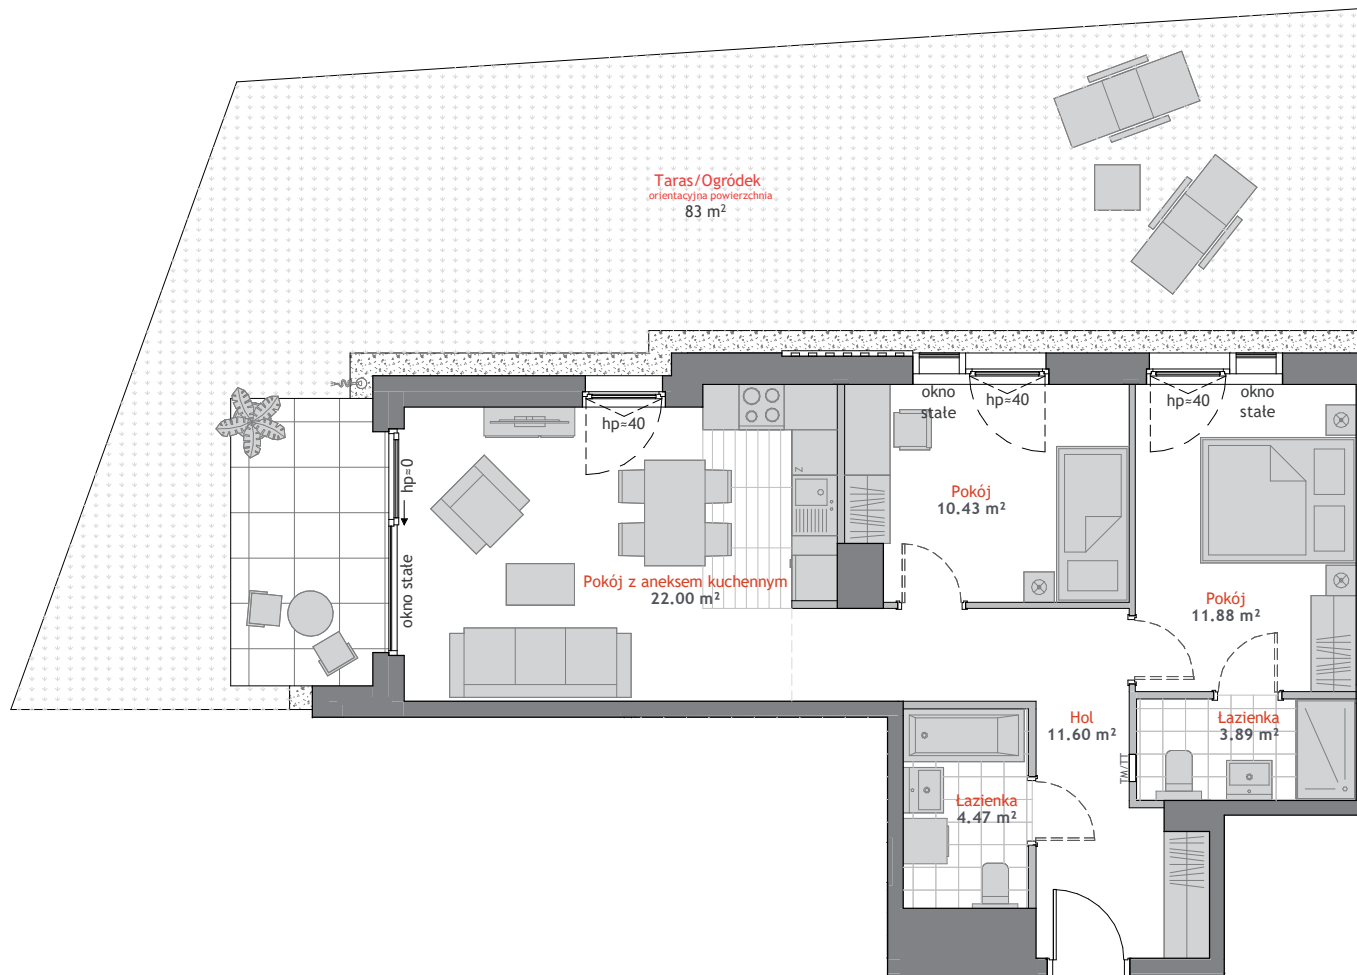 Taras/Ogródek
orientacyjna powierzchnia
83 m²
okno
stałe
hp≈40
hp≈40
okno
stałe
hp≈40
hp≈0
okno stałe
Z
Pokój
10.43 m²
Pokój z aneksem kuchennym
22.00 m²
Pokój
11.88 m²
Hol
11.60 m²
Łazienka
3.89 m²
TM/TT
Łazienka
4.47 m²